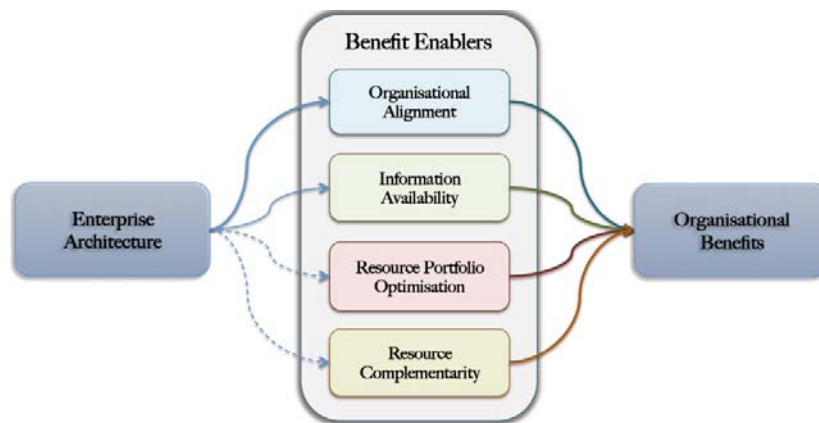 Benefit Enablers
Organisational
Alignment
Information
Availability
Enterprise
Architecture
Organisational
Benefits
Resource Portfolio
Optimisation
Resource
Complementarity